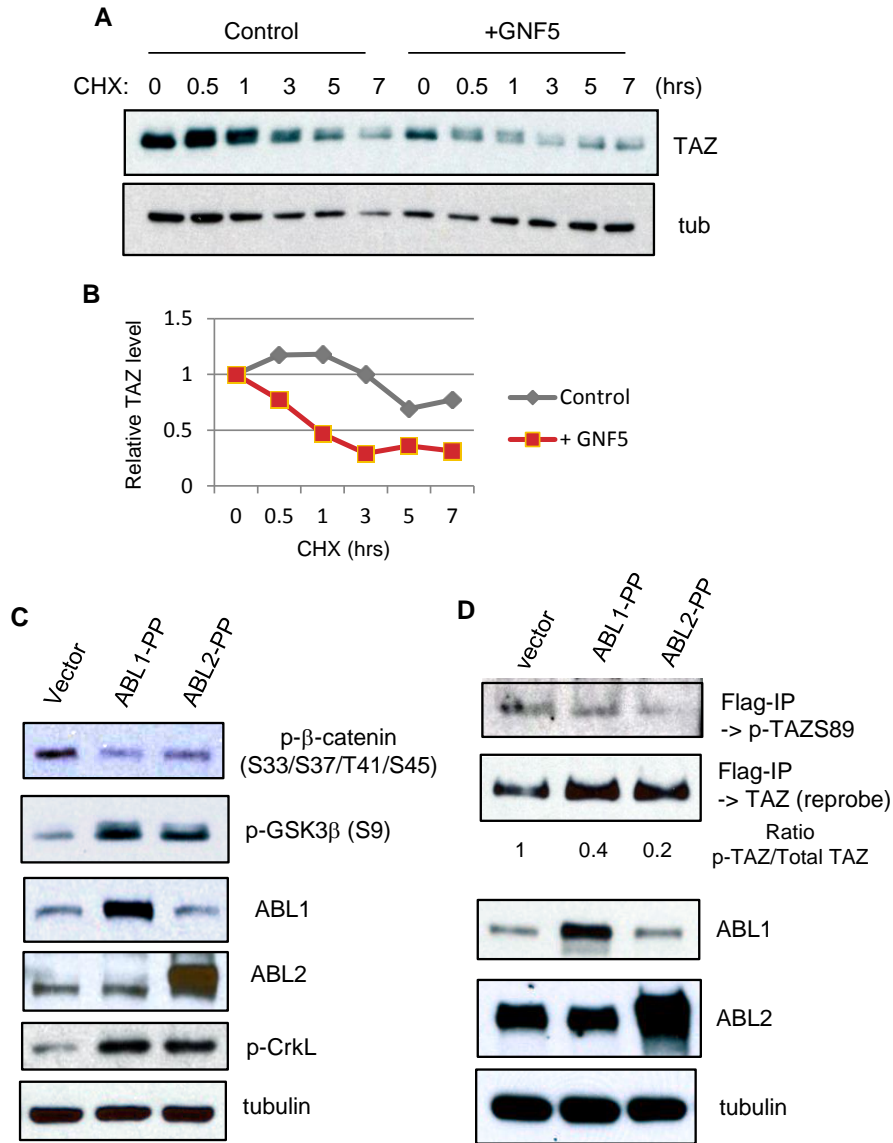 A
Control +GNF5
CHX: 0 0.5 1 3 5 7 0 0.5 1 3 5 7 (hrs)
TAZ
tub
B
1.5
1
0.5
0
Relative TAZ level
0 0.5 1 3 5 7
CHX (hrs)
Control
+ GNF5
C
Vector ABL1-PP ABL2-PP
p-β-catenin
(S33/S37/T41/S45)
p-GSK3β (S9)
ABL1
ABL2
p-CrkL
tubulin
D
vector ABL1-PP ABL2-PP
Flag-IP
-> p-TAZS89
Flag-IP
-> TAZ (reprobe)
Ratio
1 0.4 0.2 p-TAZ/Total TAZ
ABL1
ABL2
tubulin